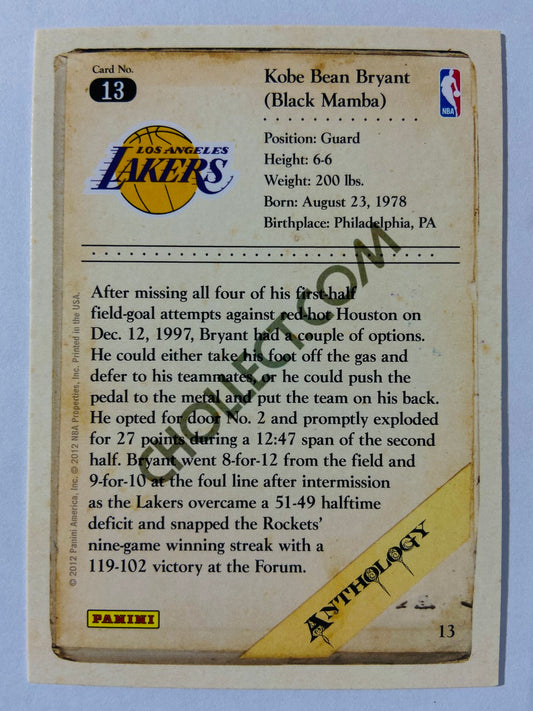 Card No.
13
Kobe Bean Bryant
(Black Mamba)
NBA
LOS ANGELES
LAKERS
Position: Guard
Height: 6-6
Weight: 200 lbs.
Born: August 23, 1978
Birthplace: Philadelphia, PA
After missing all four of his first-half
field-goal attempts against red-hot Houston on
Dec. 12, 1997, Bryant had a couple of options.
He could either take his foot off the gas and
defer to his teammates, or he could push the
pedal to the metal and put the team on his back.
He opted for door No. 2 and promptly exploded
for 27 points during a 12:47 span of the second
half. Bryant went 8-for-12 from the field and
9-for-10 at the foul line after intermission
as the Lakers overcame a 51-49 halftime
deficit and snapped the Rockets’
nine-game winning streak with a
119-102 victory at the Forum.
© 2012 Panini America, Inc. © 2012 NBA Properties, Inc. Printed in the USA.
CHOLLECT.COM
PANINI
ANTHOLOGY
13